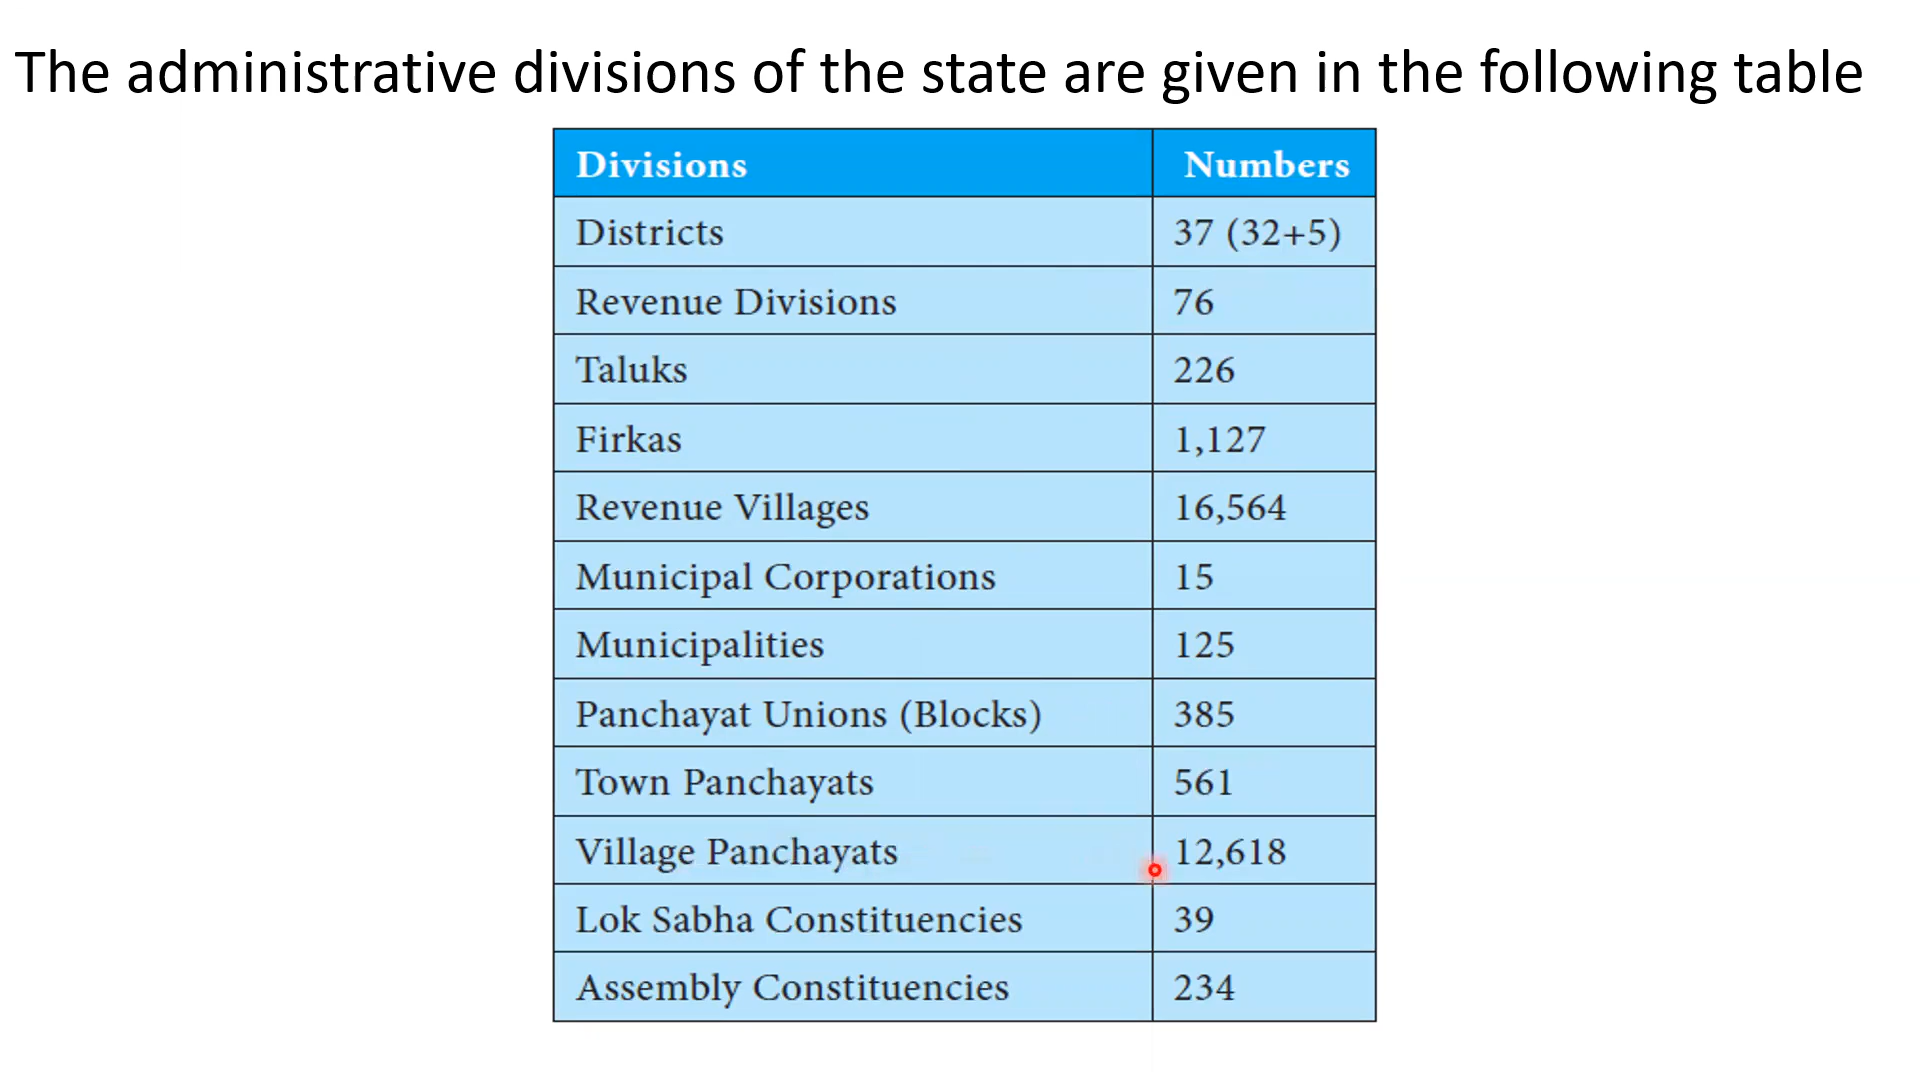 The administrative divisions of the state are given in the following table
Divisions Numbers
Districts 37 (32+5)
Revenue Divisions 76
Taluks 226
Firkas 1,127
Revenue Villages 16,564
Municipal Corporations 15
Municipalities 125
Panchayat Unions (Blocks) 385
Town Panchayats 561
Village Panchayats 12,618
Lok Sabha Constituencies 39
Assembly Constituencies 234